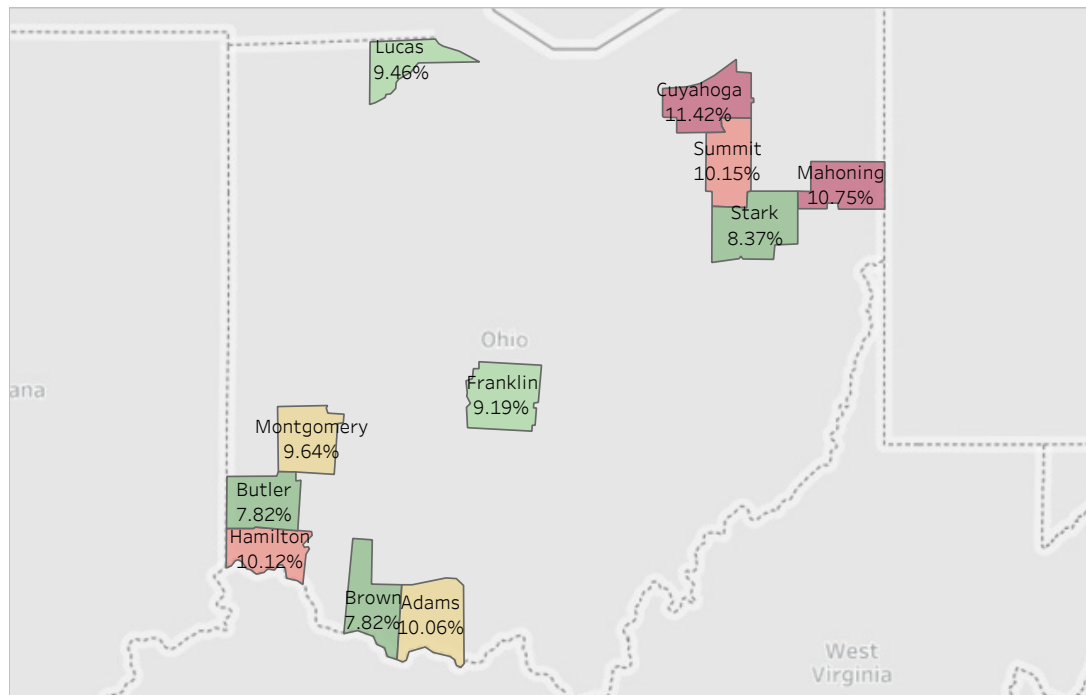 Lucas
9.46%
Cuyahoga
11.42%
Summit
10.15%
Mahoning
10.75%
Stark
8.37%
Ohio
Franklin
9.19%
ana
Montgomery
9.64%
Butler
7.82%
Hamilton
10.12%
Brown
7.82%
Adams
10.06%
West
Virginia